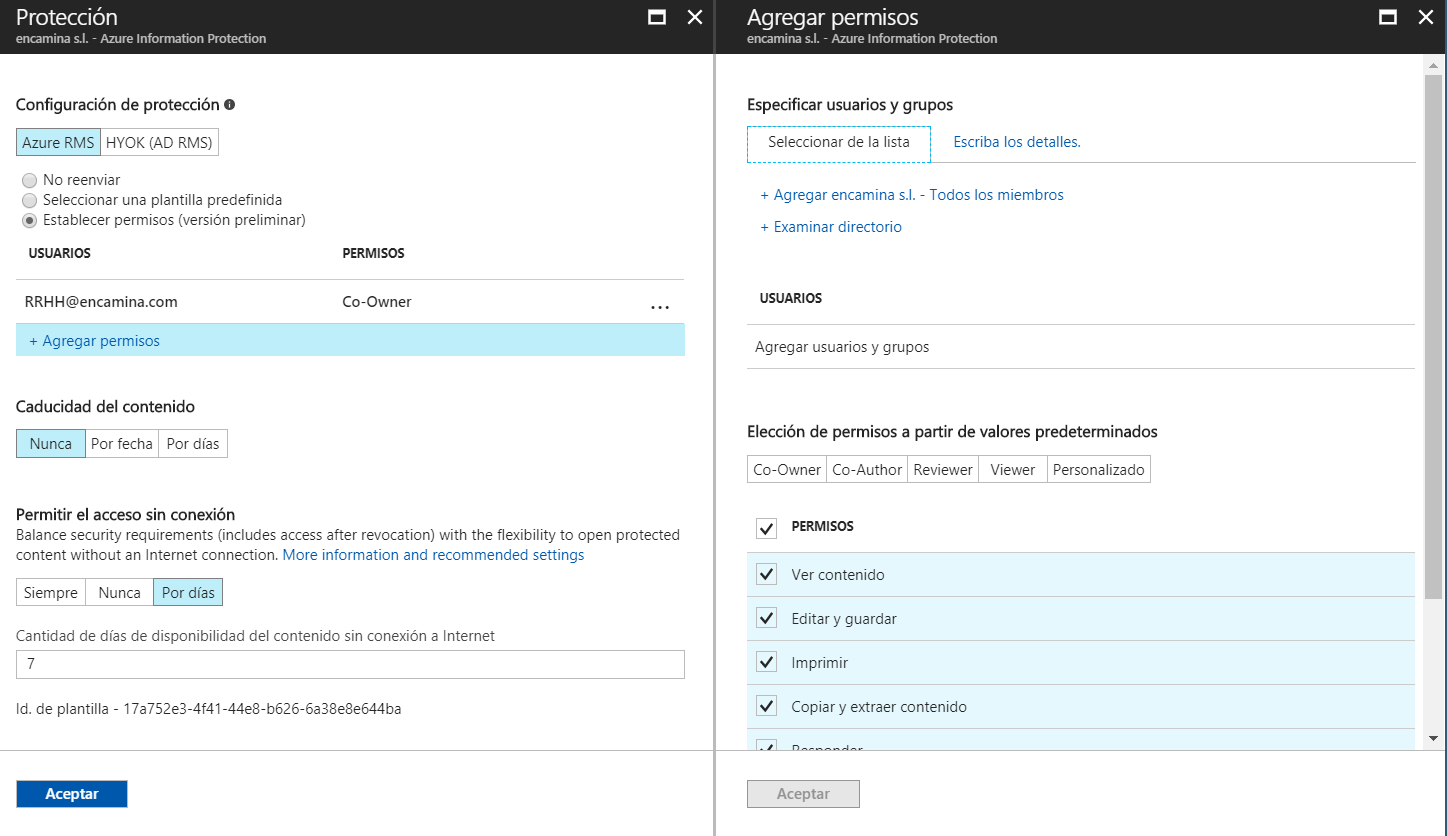 Protección
encamina s.l. - Azure Information Protection
Configuración de protección
Azure RMS HYOK (AD RMS)
No reenviar
Seleccionar una plantilla predefinida
Establecer permisos (versión preliminar)
USUARIOS PERMISOS
RRHH@encamina.com Co-Owner ...
+ Agregar permisos
Caducidad del contenido
Nunca Por fecha Por días
Permitir el acceso sin conexión
Balance security requirements (includes access after revocation) with the flexibility to open protected
content without an Internet connection. More information and recommended settings
Siempre Nunca Por días
Cantidad de días de disponibilidad del contenido sin conexión a Internet
7
Id. de plantilla - 17a752e3-4f41-44e8-b626-6a38e8e644ba
Aceptar
Agregar permisos
encamina s.l. - Azure Information Protection
Especificar usuarios y grupos
Seleccionar de la lista Escriba los detalles.
+ Agregar encamina s.l. - Todos los miembros
+ Examinar directorio
USUARIOS
Agregar usuarios y grupos
Elección de permisos a partir de valores predeterminados
Co-Owner Co-Author Reviewer Viewer Personalizado
PERMISOS
Ver contenido
Editar y guardar
Imprimir
Copiar y extraer contenido
Responder
Aceptar